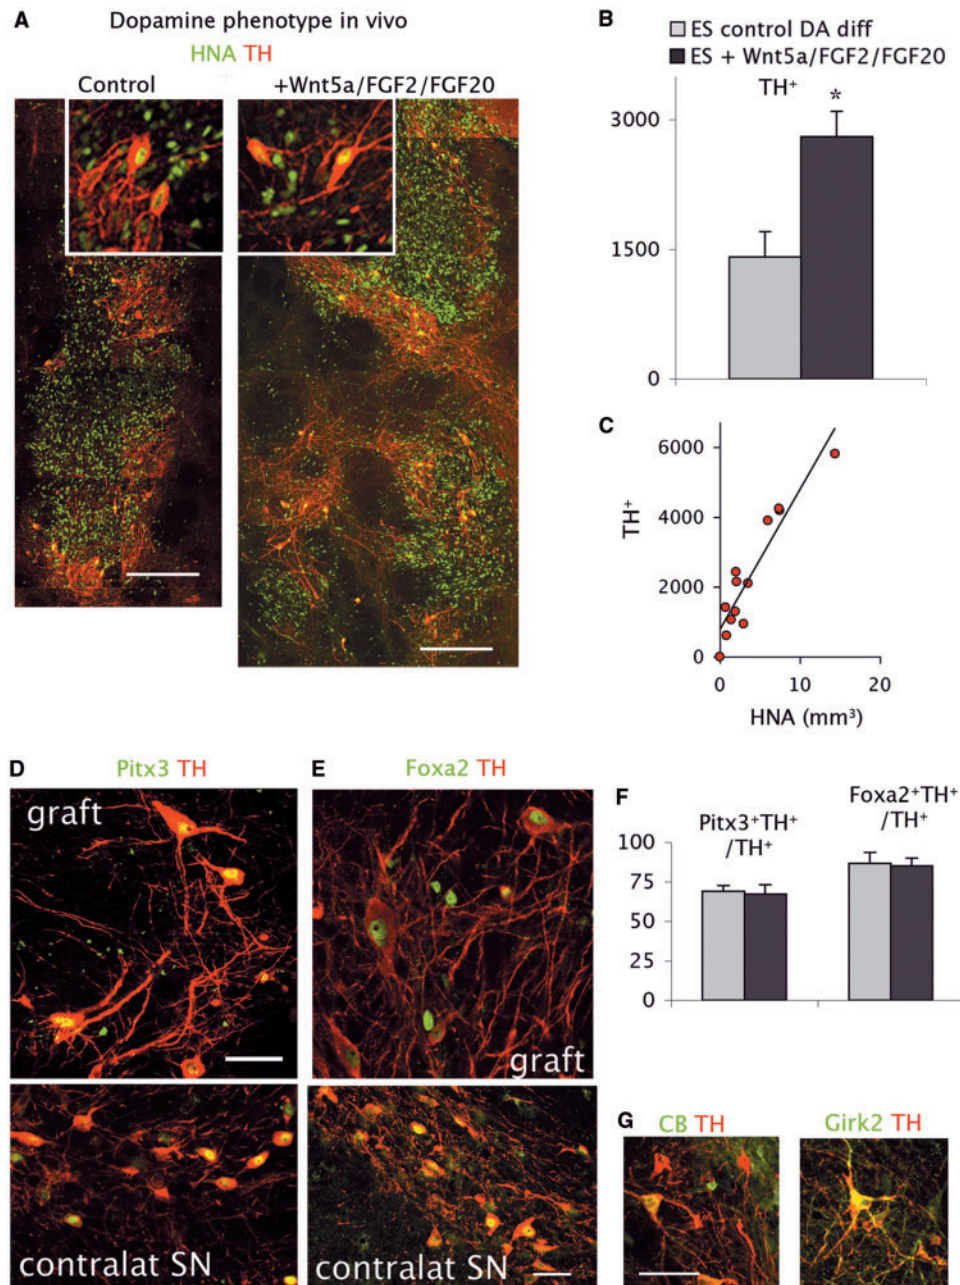 A
Dopamine phenotype in vivo
HNA TH
Control
+Wnt5a/FGF2/FGF20
B
ES control DA diff
ES + Wnt5a/FGF2/FGF20
TH⁺
*
3000
1500
0
C
6000
4000
2000
0
TH⁺
0 10 20
HNA (mm³)
D
Pitx3 TH
graft
contralat SN
E
Foxa2 TH
graft
contralat SN
F
Pitx3⁺TH⁺
/TH⁺
Foxa2⁺TH⁺
/TH⁺
100
75
50
25
0
G
CB TH
Girk2 TH